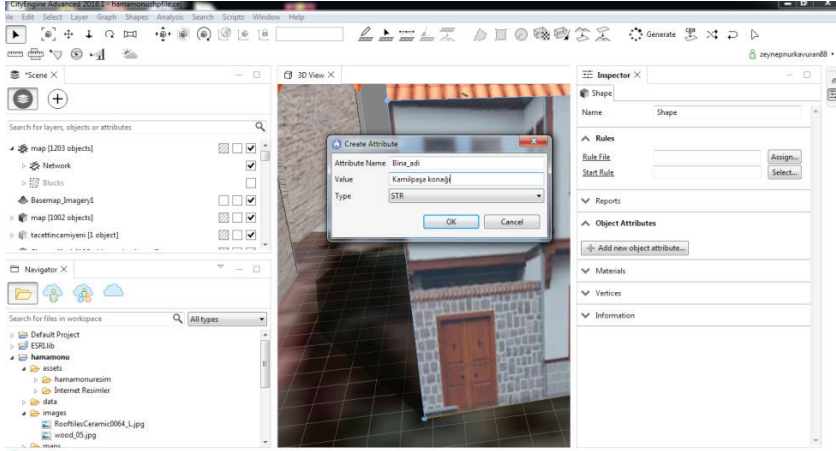 CityEngine Advanced 2018.1 - hamamonushpfile.ce
File Edit Select Layer Graph Shapes Analysis Search Scripts Window Help
Generate
zeynepnurkavuran88
*Scene
3D View
Inspector
Shape
Name Shape
Search for layers, objects or attributes
Rules
map [1203 objects]
Rule File Assign...
Network
Start Rule Select...
Blocks
Basemap_Imagery1
Reports
map [1002 objects]
Object Attributes
tacettincamiyeni [1 object]
Add new object attribute...
Create Attribute
Attribute Name Bina_adi
Value Kamilpaşa konaği
Type STR
OK Cancel
Materials
Navigator
Vertices
Information
Search for files in workspace All types
Default Project
ESRI.lib
hamamonu
assets
hamamonuresim
Internet Resimler
data
images
RooftilesCeramic0064_L.jpg
wood_05.jpg
maps